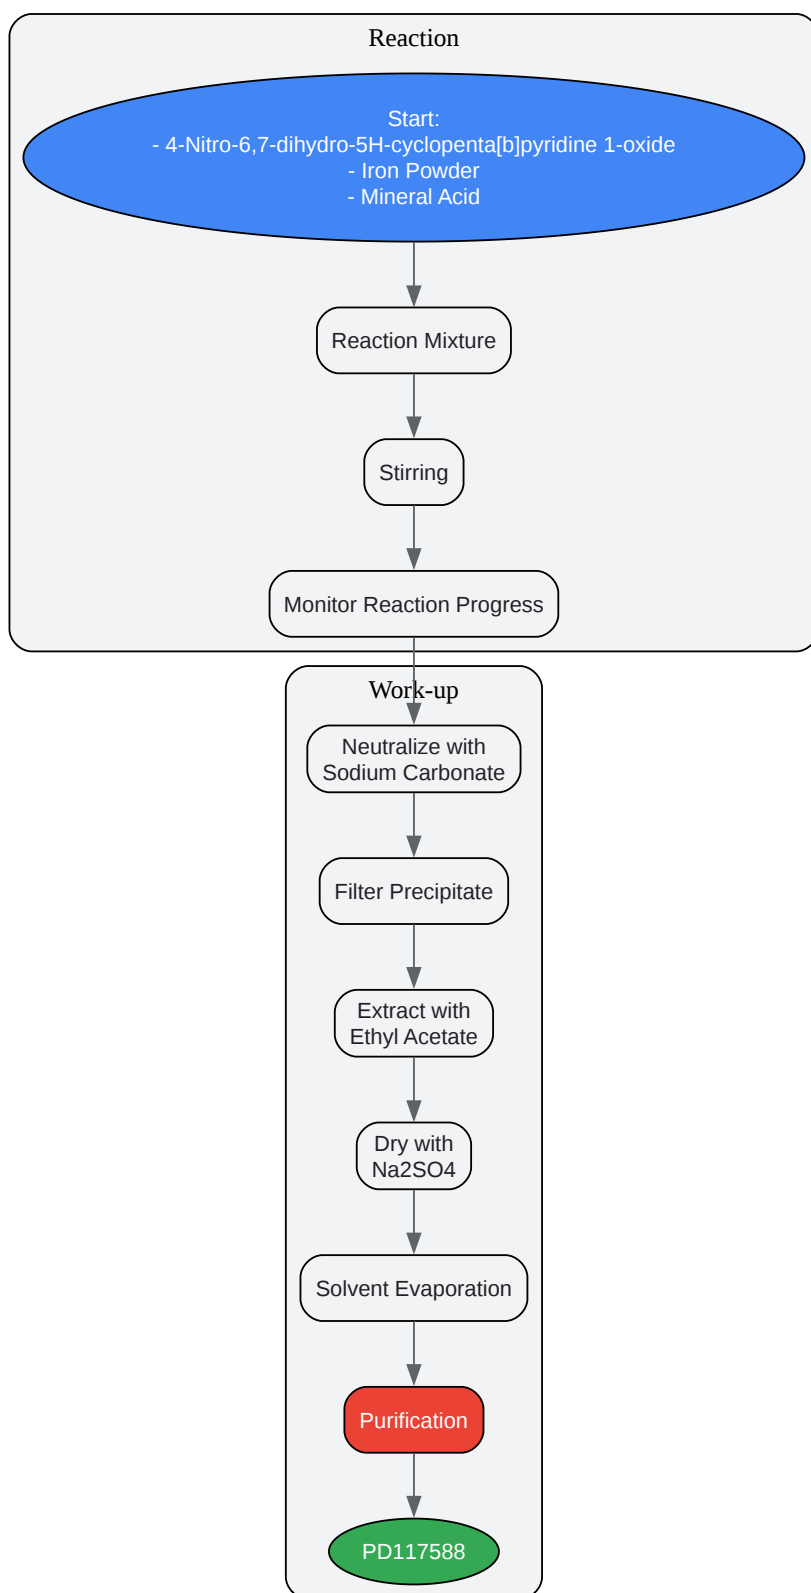 Reaction
Start:
- 4-Nitro-6,7-dihydro-5H-cyclopenta[b]pyridine 1-oxide
- Iron Powder
- Mineral Acid
Reaction Mixture
Stirring
Monitor Reaction Progress
Work-up
Neutralize with
Sodium Carbonate
Filter Precipitate
Extract with
Ethyl Acetate
Dry with
Na2SO4
Solvent Evaporation
Purification
PD117588